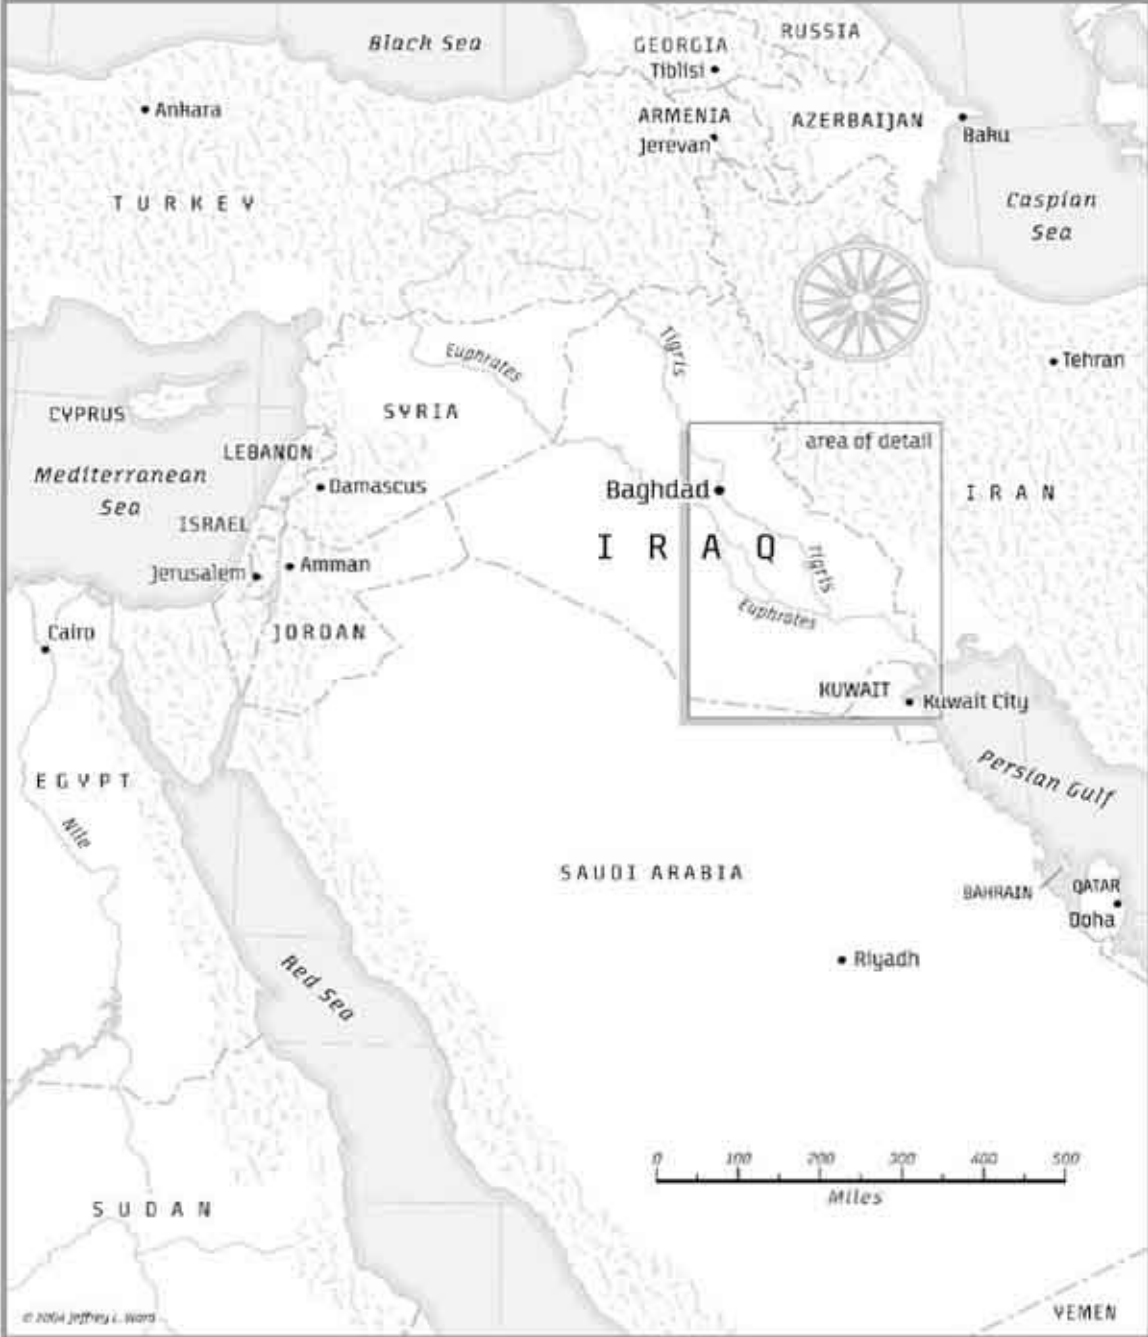 Black Sea
RUSSIA
GEORGIA
Tiblisi
Ankara
ARMENIA
AZERBAIJAN
Jerevan
Baku
TURKEY
Caspian
Sea
Tigris
Euphrates
Tehran
CYPRUS
SYRIA
area of detail
LEBANON
Mediterranean
Sea
Damascus
Baghdad
IRAN
ISRAEL
IRAQ
Jerusalem
Amman
Tigris
Euphrates
Cairo
JORDAN
KUWAIT
Kuwait City
EGYPT
Persian Gulf
Nile
SAUDI ARABIA
BAHRAIN
QATAR
Doha
Riyadh
Red Sea
0 100 200 300 400 500
Miles
SUDAN
© 2004 Jeffrey L. Ward
YEMEN